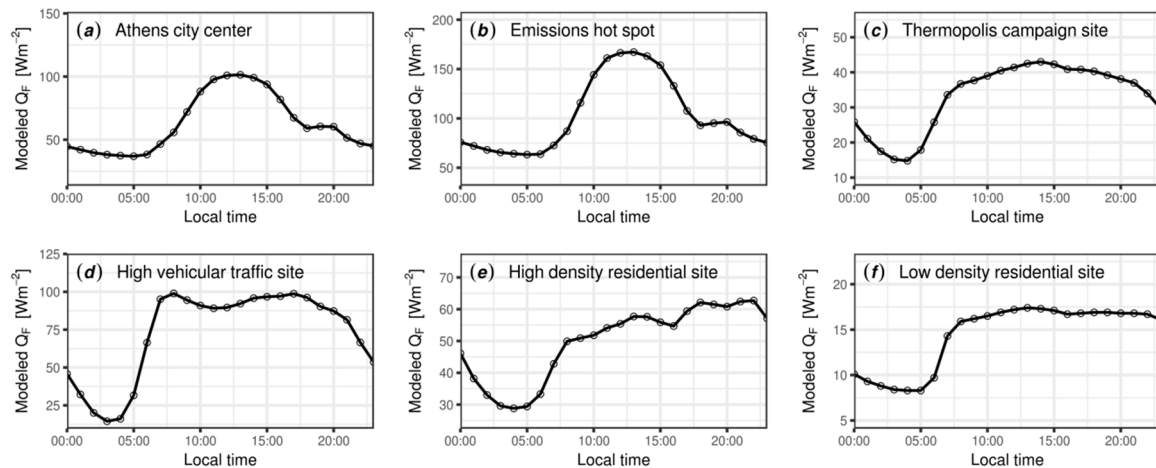 (a) Athens city center
Modeled Q_F [Wm⁻²]
150
100
50
00:00 05:00 10:00 15:00 20:00
Local time
(b) Emissions hot spot
Modeled Q_F [Wm⁻²]
200
150
100
50
00:00 05:00 10:00 15:00 20:00
Local time
(c) Thermopolis campaign site
Modeled Q_F [Wm⁻²]
50
40
30
20
10
00:00 05:00 10:00 15:00 20:00
Local time
(d) High vehicular traffic site
Modeled Q_F [Wm⁻²]
125
100
75
50
25
00:00 05:00 10:00 15:00 20:00
Local time
(e) High density residential site
Modeled Q_F [Wm⁻²]
70
60
50
40
30
00:00 05:00 10:00 15:00 20:00
Local time
(f) Low density residential site
Modeled Q_F [Wm⁻²]
20
15
10
5
00:00 05:00 10:00 15:00 20:00
Local time